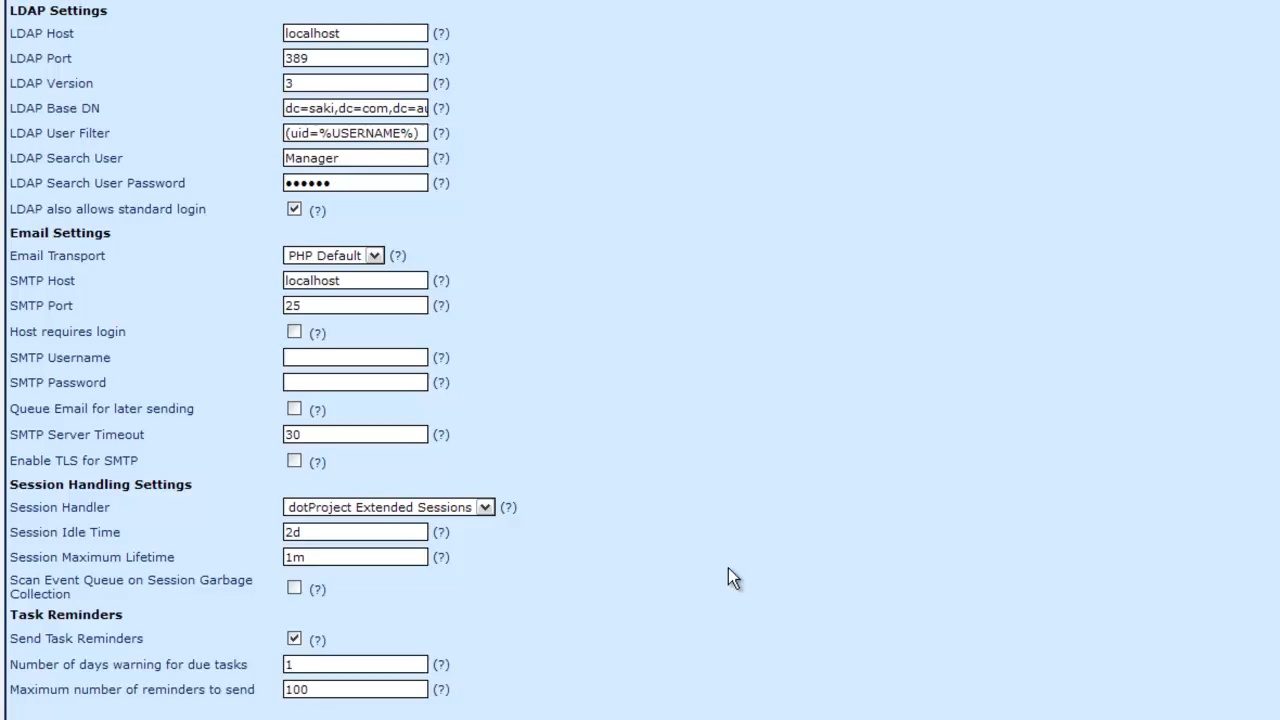 LDAP Settings
LDAP Host localhost (?)
LDAP Port 389 (?)
LDAP Version 3 (?)
LDAP Base DN dc=saki,dc=com,dc=au (?)
LDAP User Filter (uid=%USERNAME%) (?)
LDAP Search User Manager (?)
LDAP Search User Password •••••• (?)
LDAP also allows standard login (?)
Email Settings
Email Transport PHP Default (?)
SMTP Host localhost (?)
SMTP Port 25 (?)
Host requires login (?)
SMTP Username (?)
SMTP Password (?)
Queue Email for later sending (?)
SMTP Server Timeout 30 (?)
Enable TLS for SMTP (?)
Session Handling Settings
Session Handler dotProject Extended Sessions (?)
Session Idle Time 2d (?)
Session Maximum Lifetime 1m (?)
Scan Event Queue on Session Garbage
Collection (?)
Task Reminders
Send Task Reminders (?)
Number of days warning for due tasks 1 (?)
Maximum number of reminders to send 100 (?)